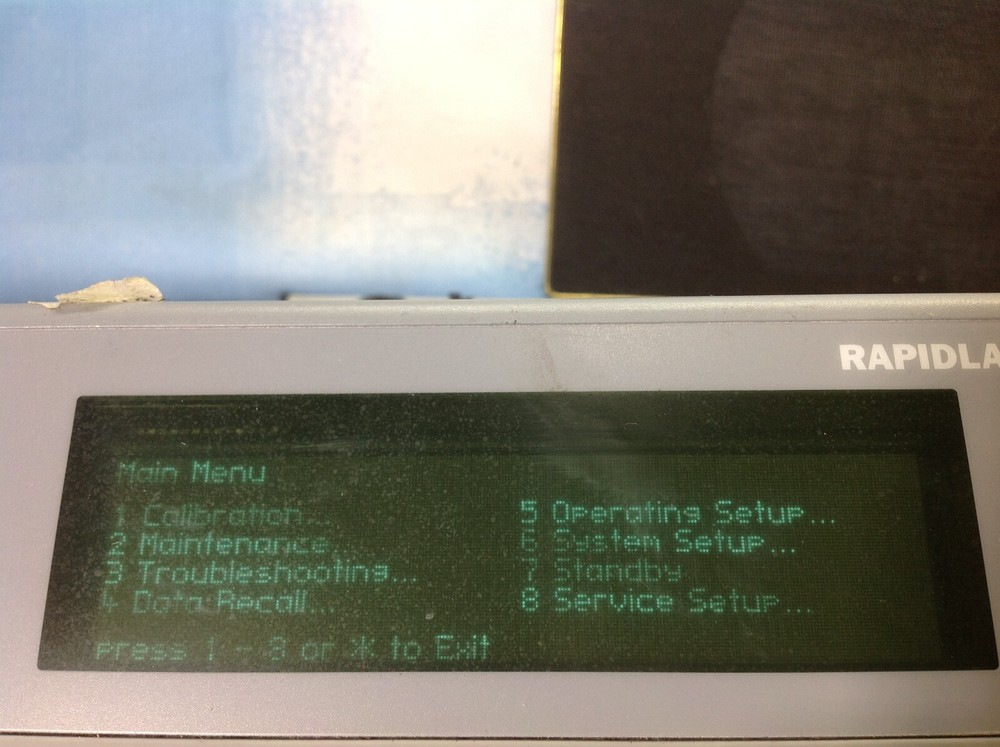 RAPIDLA
Main Menu
1 Calibration...
2 Maintenance...
3 Troubleshooting...
4 Data Recall...
5 Operating Setup...
6 System Setup...
7 Standby
8 Service Setup...
press 1 - 8 or * to Exit